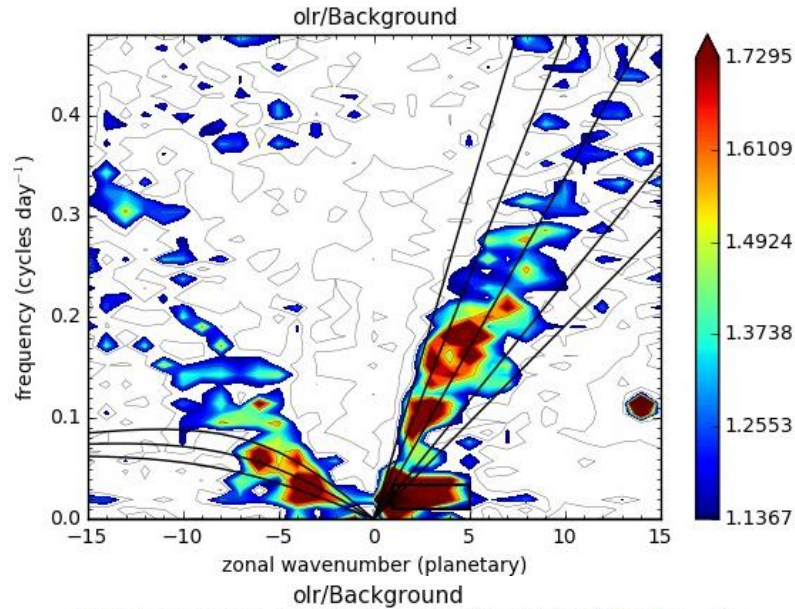 olr/Background
1.7295
0.4
1.6109
0.3
1.4924
frequency (cycles day⁻¹)
0.2
1.3738
0.1
1.2553
0.0
1.1367
−15 −10 −5 0 5 10 15
zonal wavenumber (planetary)
olr/Background